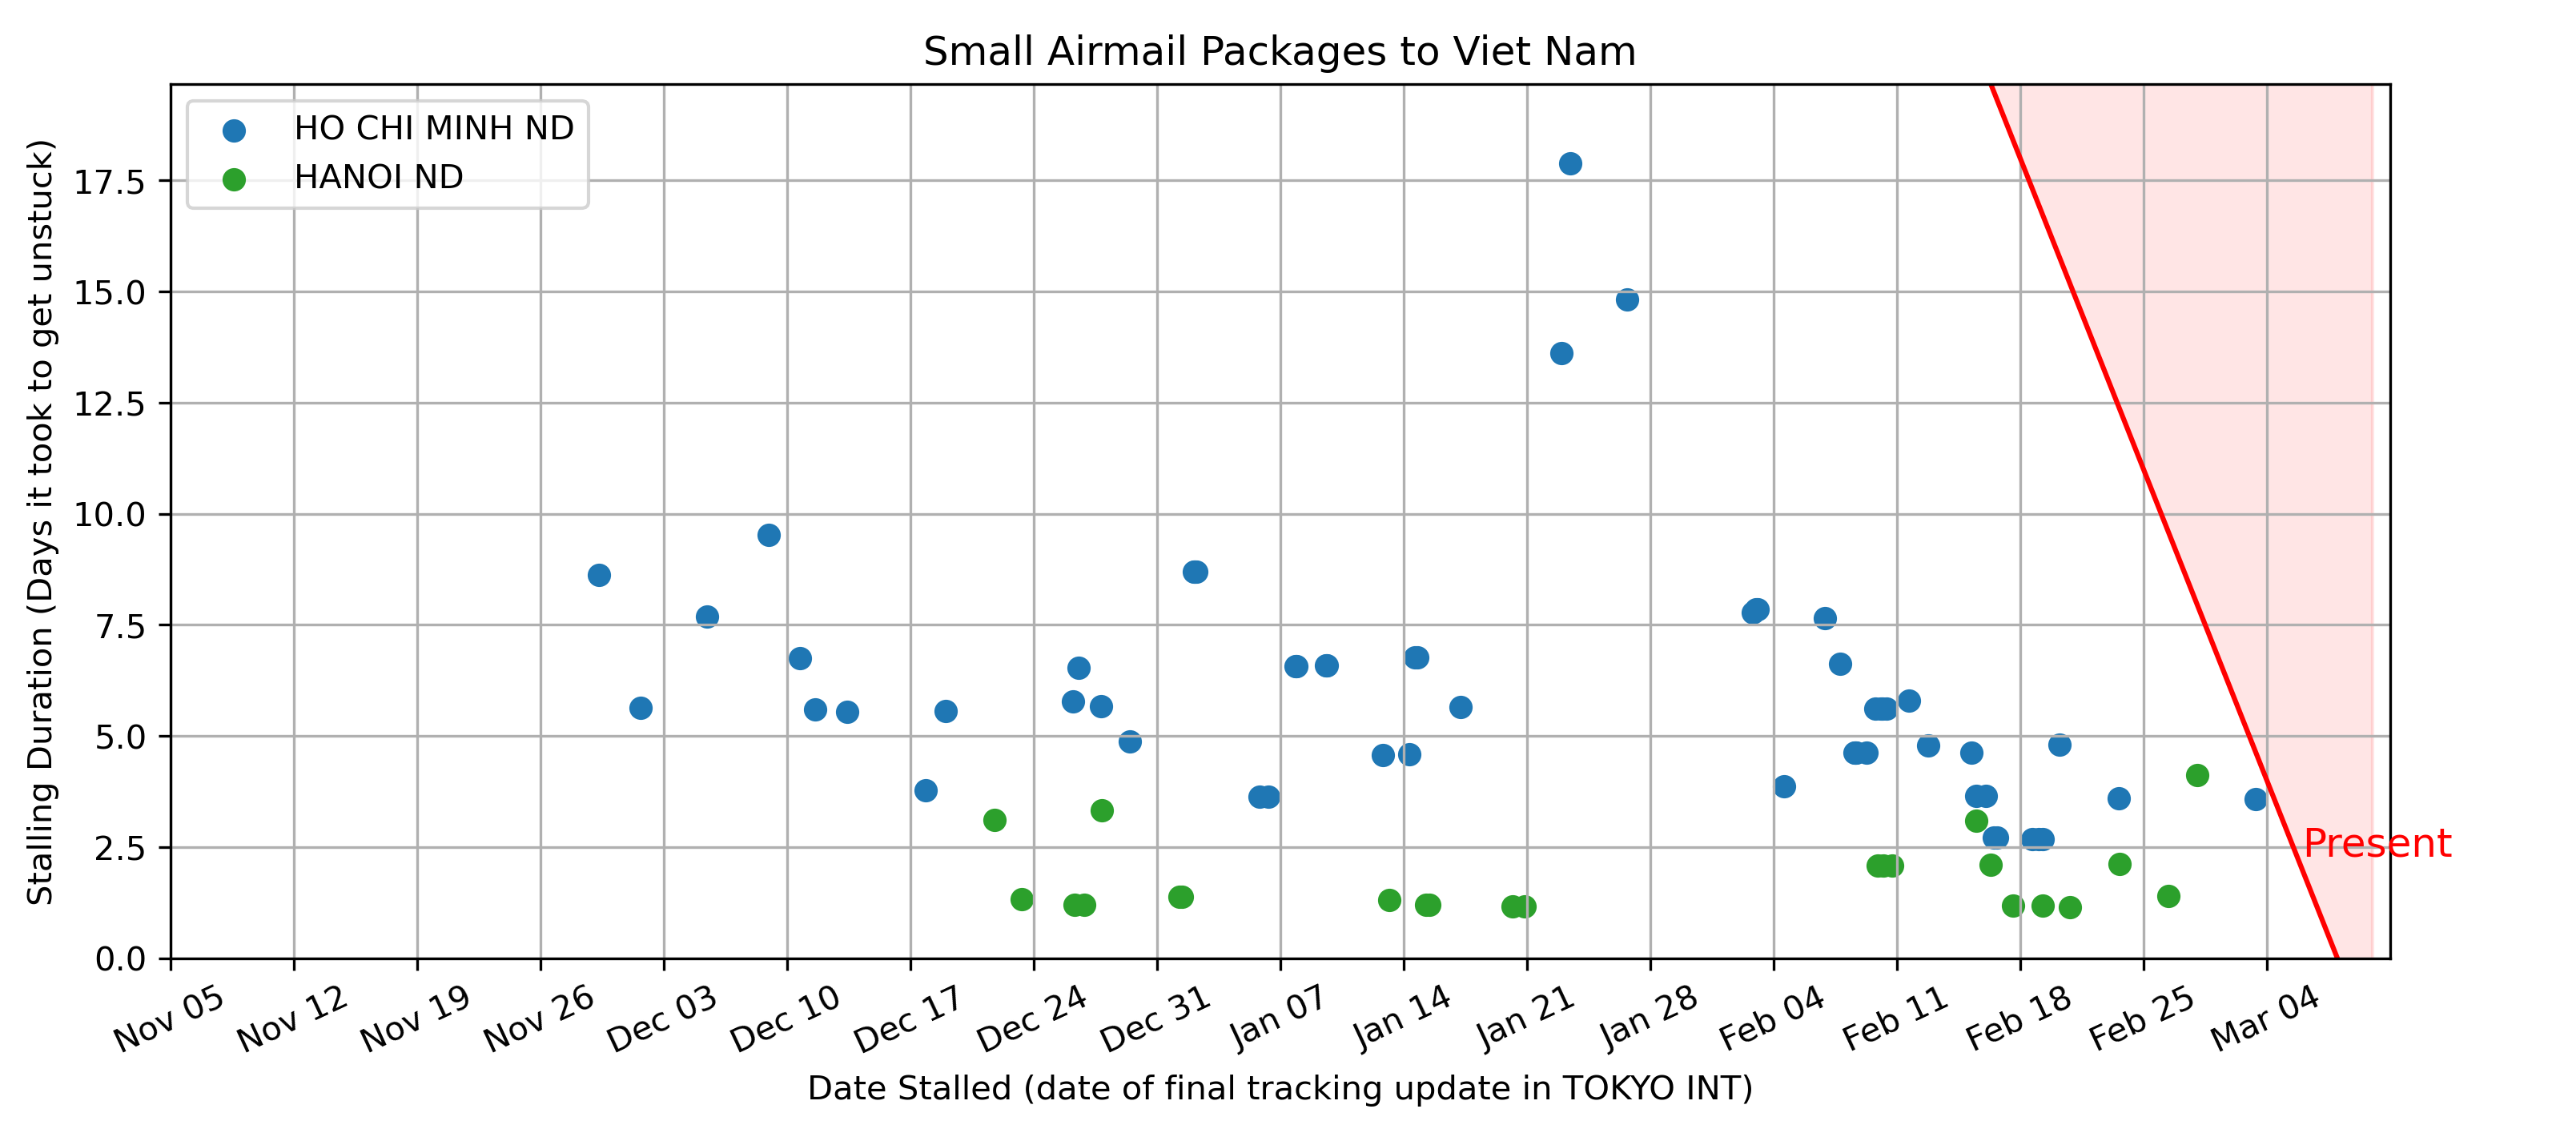 Small Airmail Packages to Viet Nam
HO CHI MINH ND
HANOI ND
Stalling Duration (Days it took to get unstuck)
17.5
15.0
12.5
10.0
7.5
5.0
2.5
0.0
Present
Nov 05
Nov 12
Nov 19
Nov 26
Dec 03
Dec 10
Dec 17
Dec 24
Dec 31
Jan 07
Jan 14
Jan 21
Jan 28
Feb 04
Feb 11
Feb 18
Feb 25
Mar 04
Date Stalled (date of final tracking update in TOKYO INT)